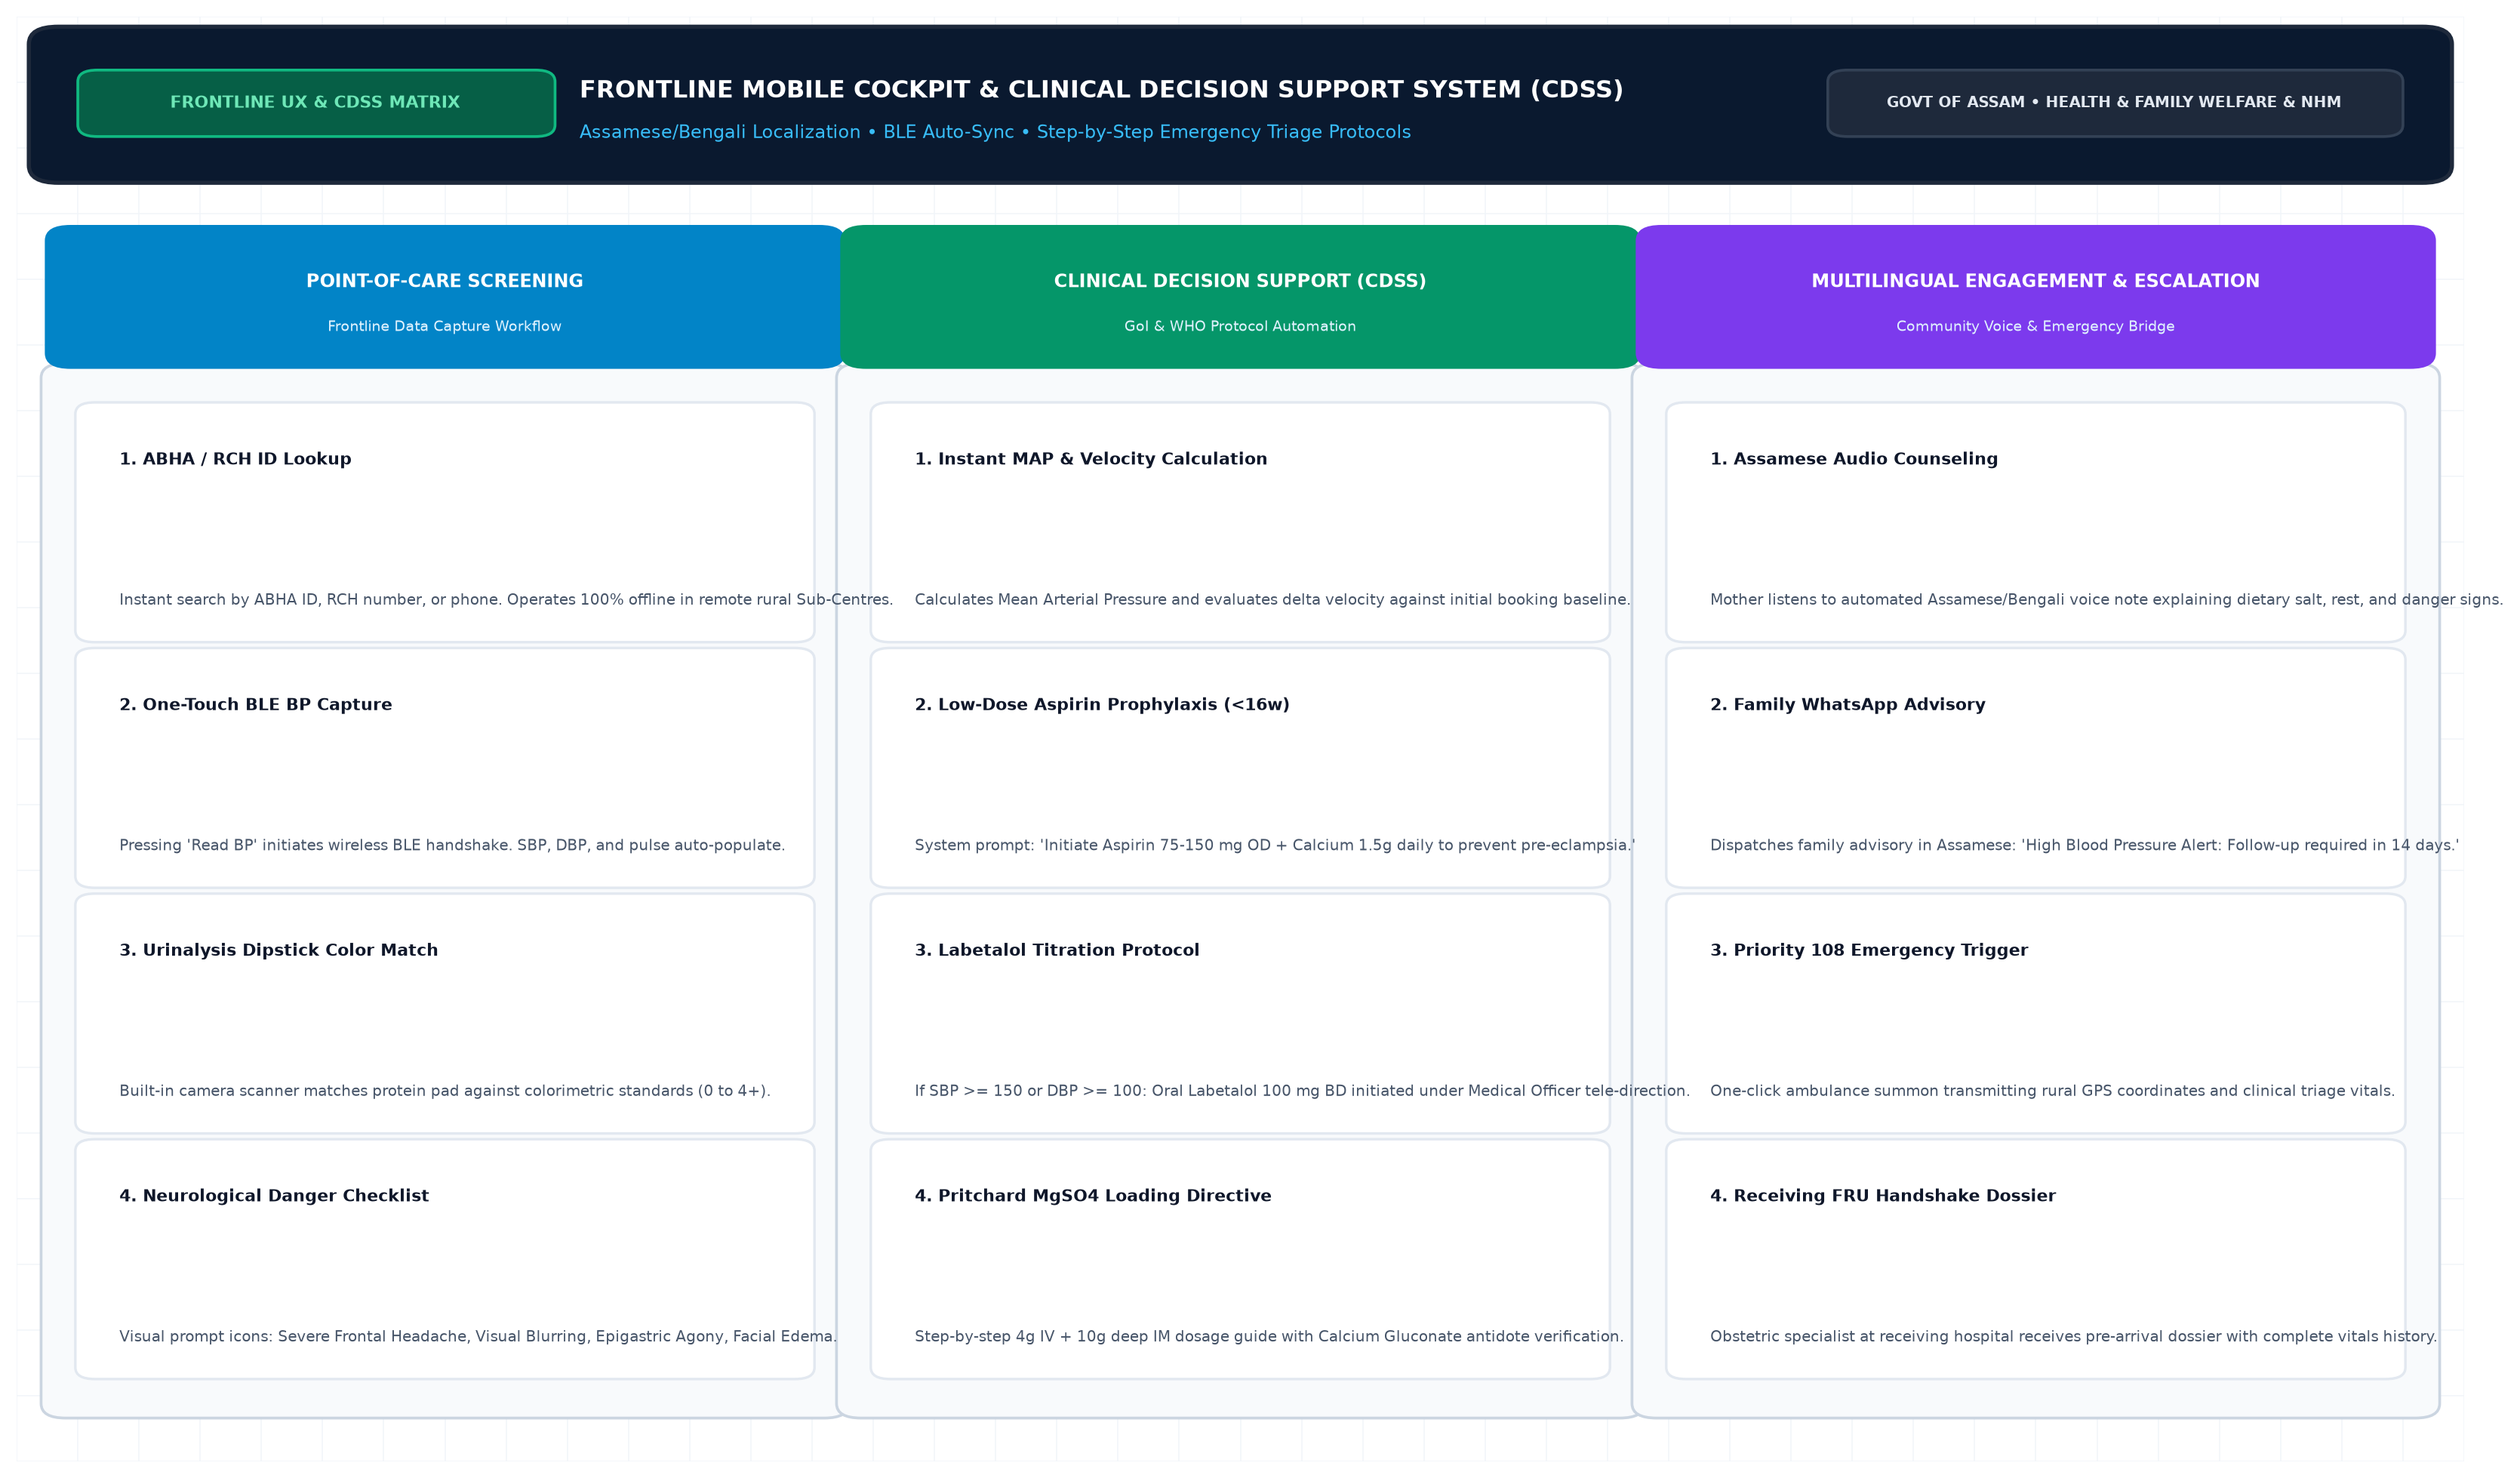 FRONTLINE UX & CDSS MATRIX
FRONTLINE MOBILE COCKPIT & CLINICAL DECISION SUPPORT SYSTEM (CDSS)
Assamese/Bengali Localization • BLE Auto-Sync • Step-by-Step Emergency Triage Protocols
GOVT OF ASSAM • HEALTH & FAMILY WELFARE & NHM
POINT-OF-CARE SCREENING
Frontline Data Capture Workflow
1. ABHA / RCH ID Lookup
Instant search by ABHA ID, RCH number, or phone. Operates 100% offline in remote rural Sub-Centres.
2. One-Touch BLE BP Capture
Pressing 'Read BP' initiates wireless BLE handshake. SBP, DBP, and pulse auto-populate.
3. Urinalysis Dipstick Color Match
Built-in camera scanner matches protein pad against colorimetric standards (0 to 4+).
4. Neurological Danger Checklist
Visual prompt icons: Severe Frontal Headache, Visual Blurring, Epigastric Agony, Facial Edema.
CLINICAL DECISION SUPPORT (CDSS)
GoI & WHO Protocol Automation
1. Instant MAP & Velocity Calculation
Calculates Mean Arterial Pressure and evaluates delta velocity against initial booking baseline.
2. Low-Dose Aspirin Prophylaxis (<16w)
System prompt: 'Initiate Aspirin 75-150 mg OD + Calcium 1.5g daily to prevent pre-eclampsia.'
3. Labetalol Titration Protocol
If SBP >= 150 or DBP >= 100: Oral Labetalol 100 mg BD initiated under Medical Officer tele-direction.
4. Pritchard MgSO4 Loading Directive
Step-by-step 4g IV + 10g deep IM dosage guide with Calcium Gluconate antidote verification.
MULTILINGUAL ENGAGEMENT & ESCALATION
Community Voice & Emergency Bridge
1. Assamese Audio Counseling
Mother listens to automated Assamese/Bengali voice note explaining dietary salt, rest, and danger signs.
2. Family WhatsApp Advisory
Dispatches family advisory in Assamese: 'High Blood Pressure Alert: Follow-up required in 14 days.'
3. Priority 108 Emergency Trigger
One-click ambulance summon transmitting rural GPS coordinates and clinical triage vitals.
4. Receiving FRU Handshake Dossier
Obstetric specialist at receiving hospital receives pre-arrival dossier with complete vitals history.